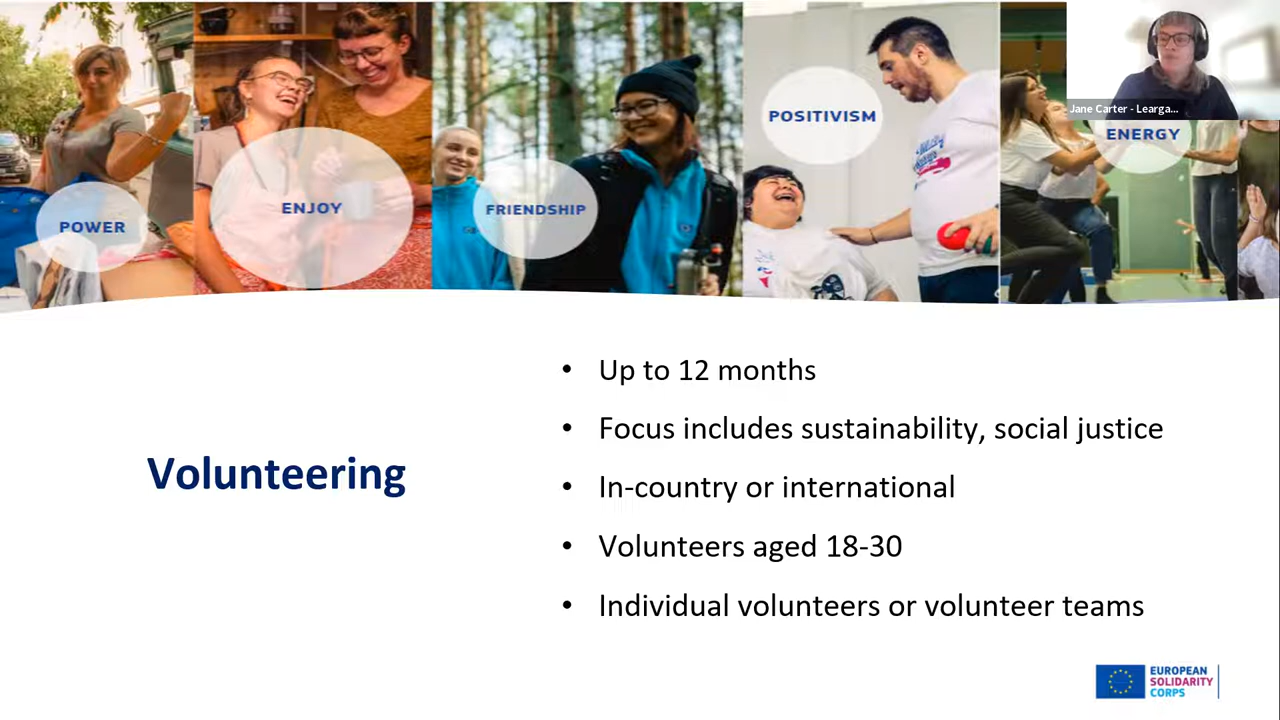 POWER
ENJOY
FRIENDSHIP
POSITIVISM
ENERGY
Jane Carter - Learga...
Volunteering
• Up to 12 months
• Focus includes sustainability, social justice
• In-country or international
• Volunteers aged 18-30
• Individual volunteers or volunteer teams
EUROPEAN
SOLIDARITY
CORPS